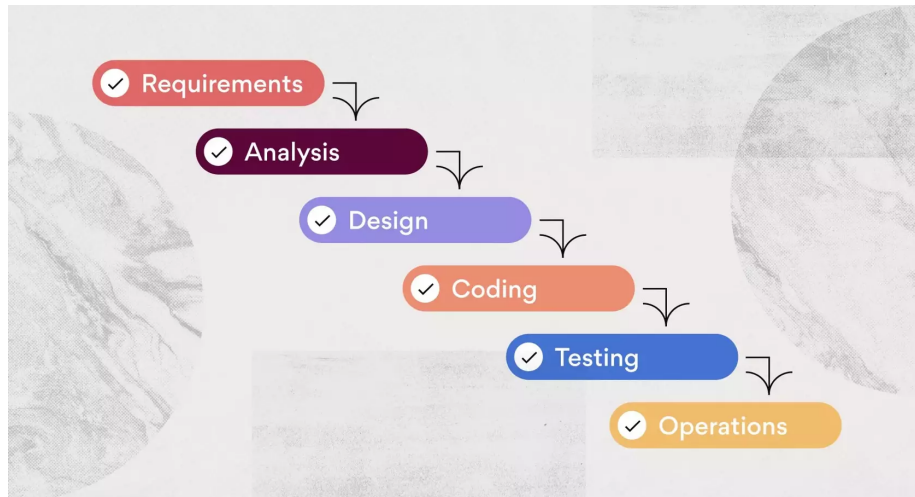 Requirements
Analysis
Design
Coding
Testing
Operations